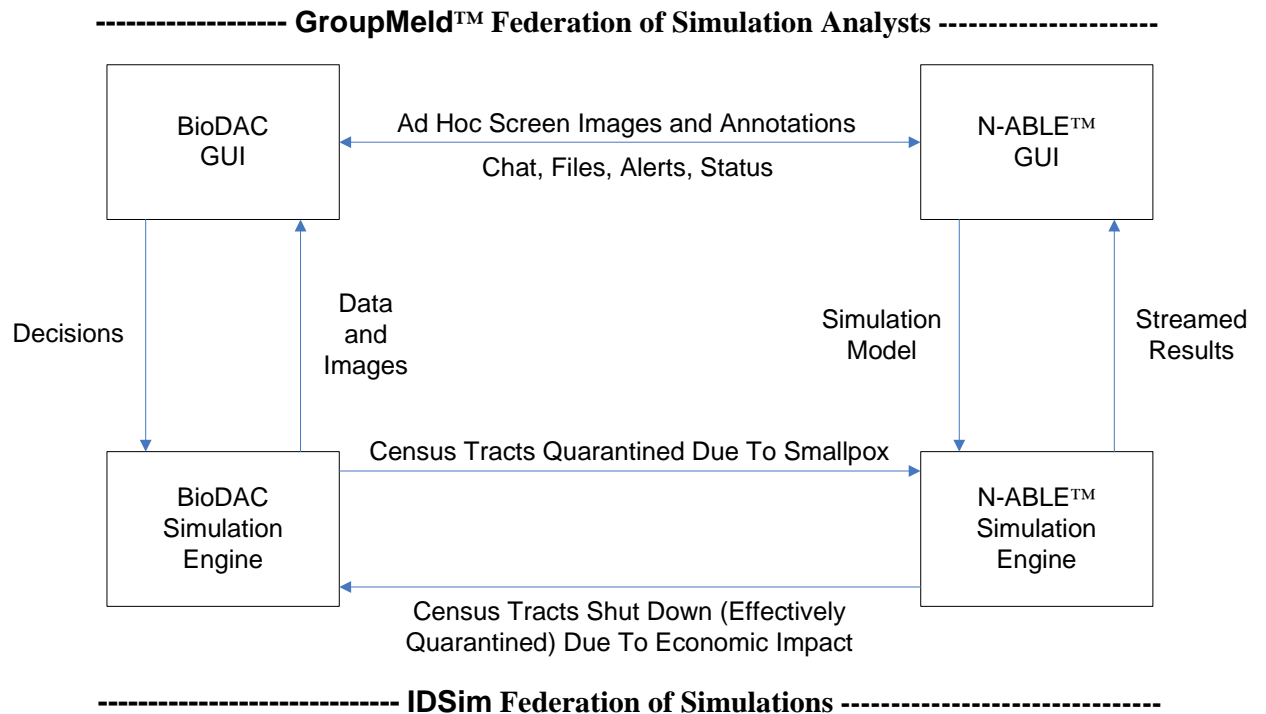 ------------------ GroupMeld™ Federation of Simulation Analysts ---------------------
BioDAC
GUI
Ad Hoc Screen Images and Annotations
Chat, Files, Alerts, Status
N-ABLE™
GUI
Decisions
Data
and
Images
Simulation
Model
Streamed
Results
BioDAC
Simulation
Engine
Census Tracts Quarantined Due To Smallpox
N-ABLE™
Simulation
Engine
Census Tracts Shut Down (Effectively
Quarantined) Due To Economic Impact
---------------------------- IDSim Federation of Simulations ------------------------------